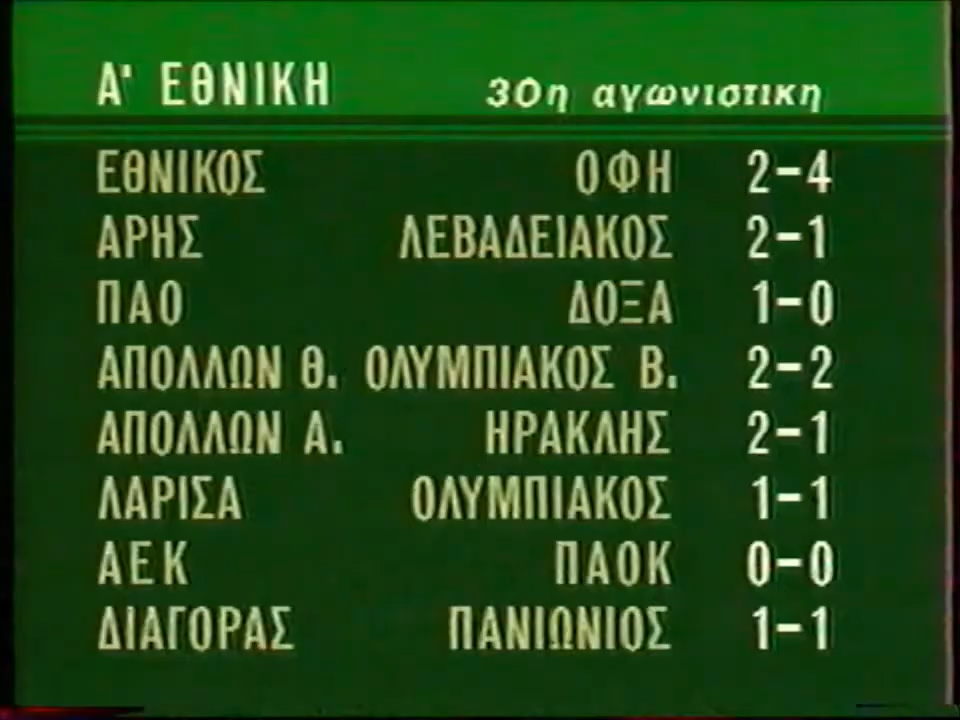 Α' ΕΘΝΙΚΗ 30η αγωνιστικη
ΕΘΝΙΚΟΣ ΟΦΗ 2-4
ΑΡΗΣ ΛΕΒΑΔΕΙΑΚΟΣ 2-1
ΠΑΟ ΔΟΞΑ 1-0
ΑΠΟΛΛΩΝ Θ. ΟΛΥΜΠΙΑΚΟΣ Β. 2-2
ΑΠΟΛΛΩΝ Α. ΗΡΑΚΛΗΣ 2-1
ΛΑΡΙΣΑ ΟΛΥΜΠΙΑΚΟΣ 1-1
ΑΕΚ ΠΑΟΚ 0-0
ΔΙΑΓΟΡΑΣ ΠΑΝΙΩΝΙΟΣ 1-1